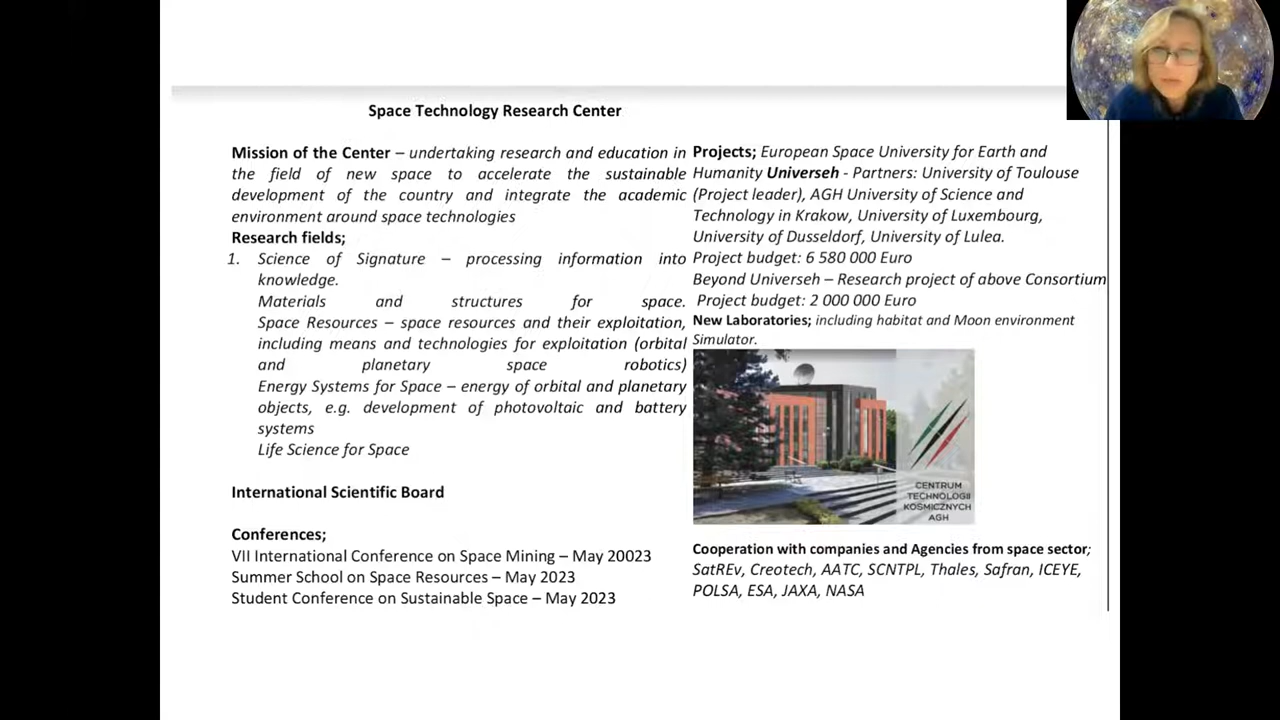 Space Technology Research Center
Mission of the Center – undertaking research and education in
the field of new space to accelerate the sustainable
development of the country and integrate the academic
environment around space technologies
Research fields;
1. Science of Signature – processing information into
knowledge.
Materials and structures for space.
Space Resources – space resources and their exploitation,
including means and technologies for exploitation (orbital
and planetary space robotics)
Energy Systems for Space – energy of orbital and planetary
objects, e.g. development of photovoltaic and battery
systems
Life Science for Space
International Scientific Board
Conferences;
VII International Conference on Space Mining – May 20023
Summer School on Space Resources – May 2023
Student Conference on Sustainable Space – May 2023
Projects; European Space University for Earth and
Humanity Universeh - Partners: University of Toulouse
(Project leader), AGH University of Science and
Technology in Krakow, University of Luxembourg,
University of Dusseldorf, University of Lulea.
Project budget: 6 580 000 Euro
Beyond Universeh – Research project of above Consortium
Project budget: 2 000 000 Euro
New Laboratories; including habitat and Moon environment
Simulator.
CENTRUM
TECHNOLOGII
KOSMICZNYCH
AGH
Cooperation with companies and Agencies from space sector;
SatREv, Creotech, AATC, SCNTPL, Thales, Safran, ICEYE,
POLSA, ESA, JAXA, NASA